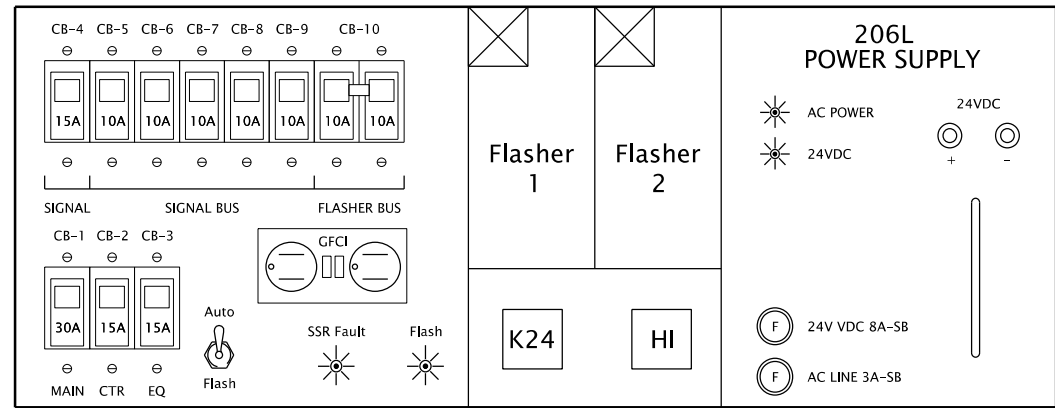 CB-4 CB-5 CB-6 CB-7 CB-8 CB-9 CB-10
15A 10A 10A 10A 10A 10A 10A 10A
SIGNAL SIGNAL BUS FLASHER BUS
CB-1 CB-2 CB-3
30A 15A 15A
MAIN CTR EQ
Auto
Flash
GFCI
SSR Fault Flash
Flasher
1
Flasher
2
K24 HI
206L
POWER SUPPLY
AC POWER
24VDC
24VDC
+ -
F 24V VDC 8A-SB
F AC LINE 3A-SB